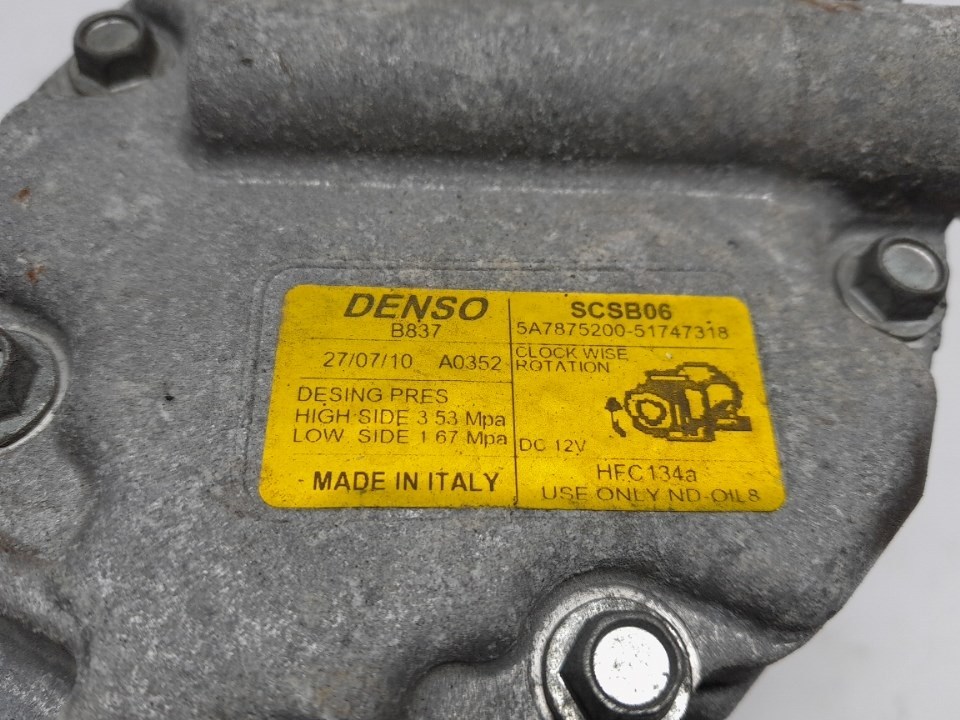 DENSO
B837
27/07/10 A0352
DESING PRES
HIGH SIDE 3.53 Mpa
LOW SIDE 1.67 Mpa
MADE IN ITALY
SCSB06
5A7875200-51747318
CLOCK WISE
ROTATION
DC 12V
HFC134a
USE ONLY ND-OIL8